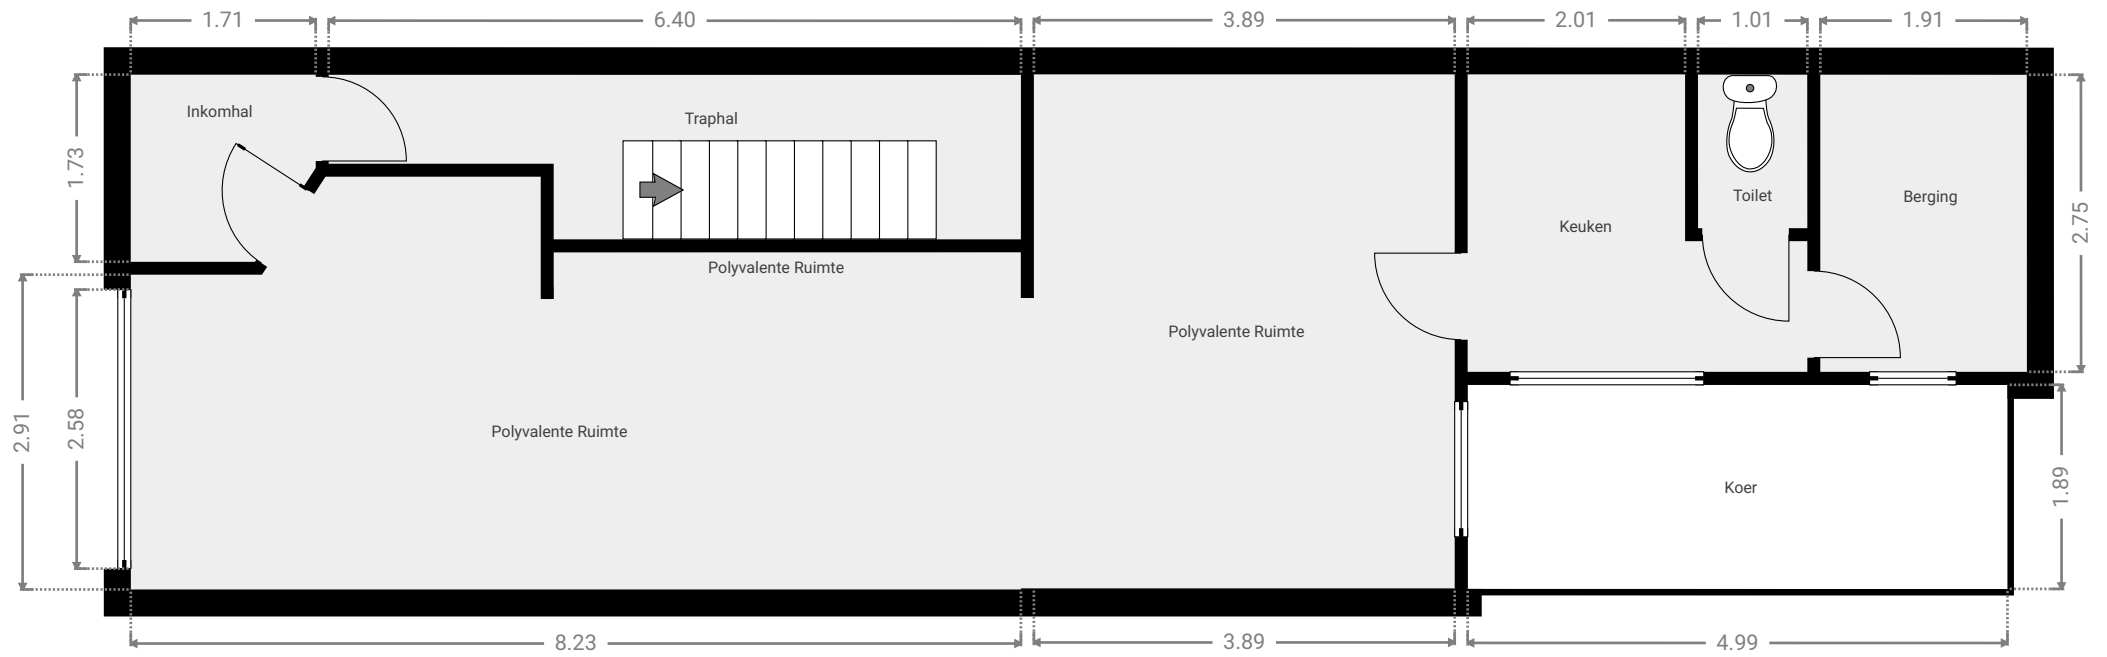 1.71
6.40
3.89
2.01
1.01
1.91
Inkomhal
Traphal
1.73
Toilet
Berging
2.75
Keuken
Polyvalente Ruimte
Polyvalente Ruimte
2.91
2.58
Polyvalente Ruimte
Koer
1.89
8.23
3.89
4.99